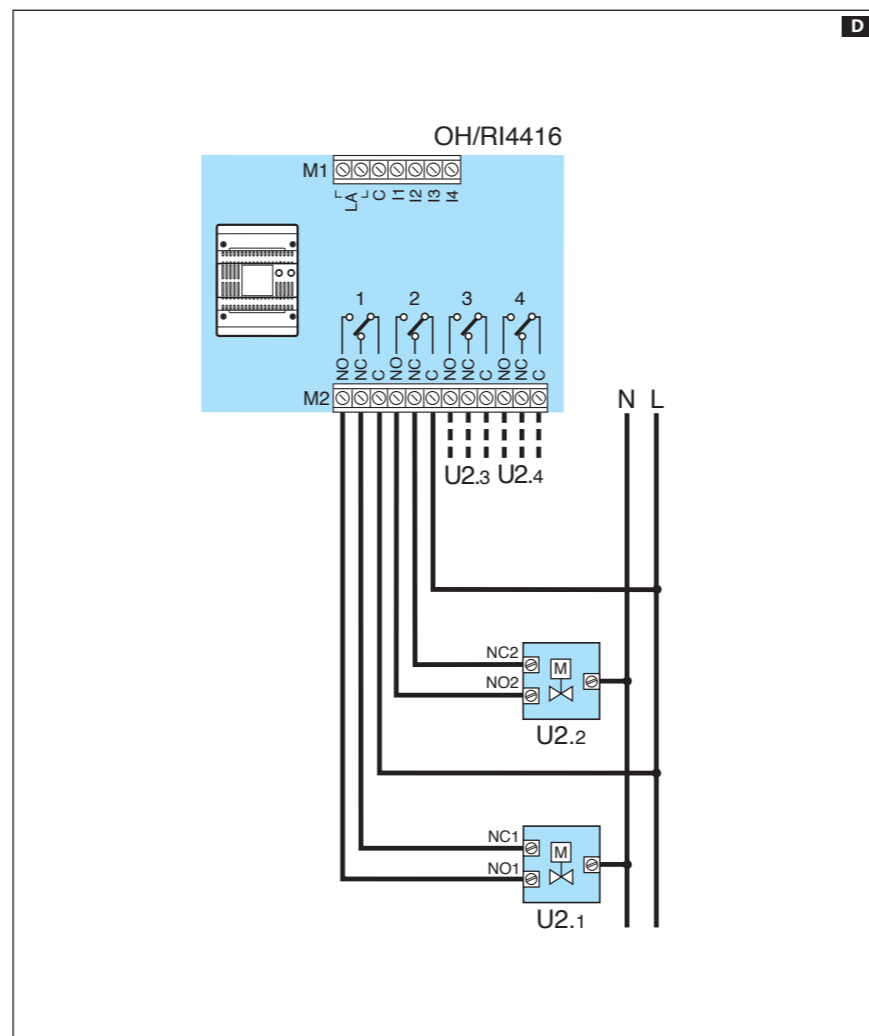 D
OH/RI4416
M1
LA C I1 I2 I3 I4
1 2 3 4
NO NC C NO NC C NO NC C NO NC C
M2
N L
U2.3 U2.4
NC2
M
NO2
U2.2
NC1
M
NO1
U2.1